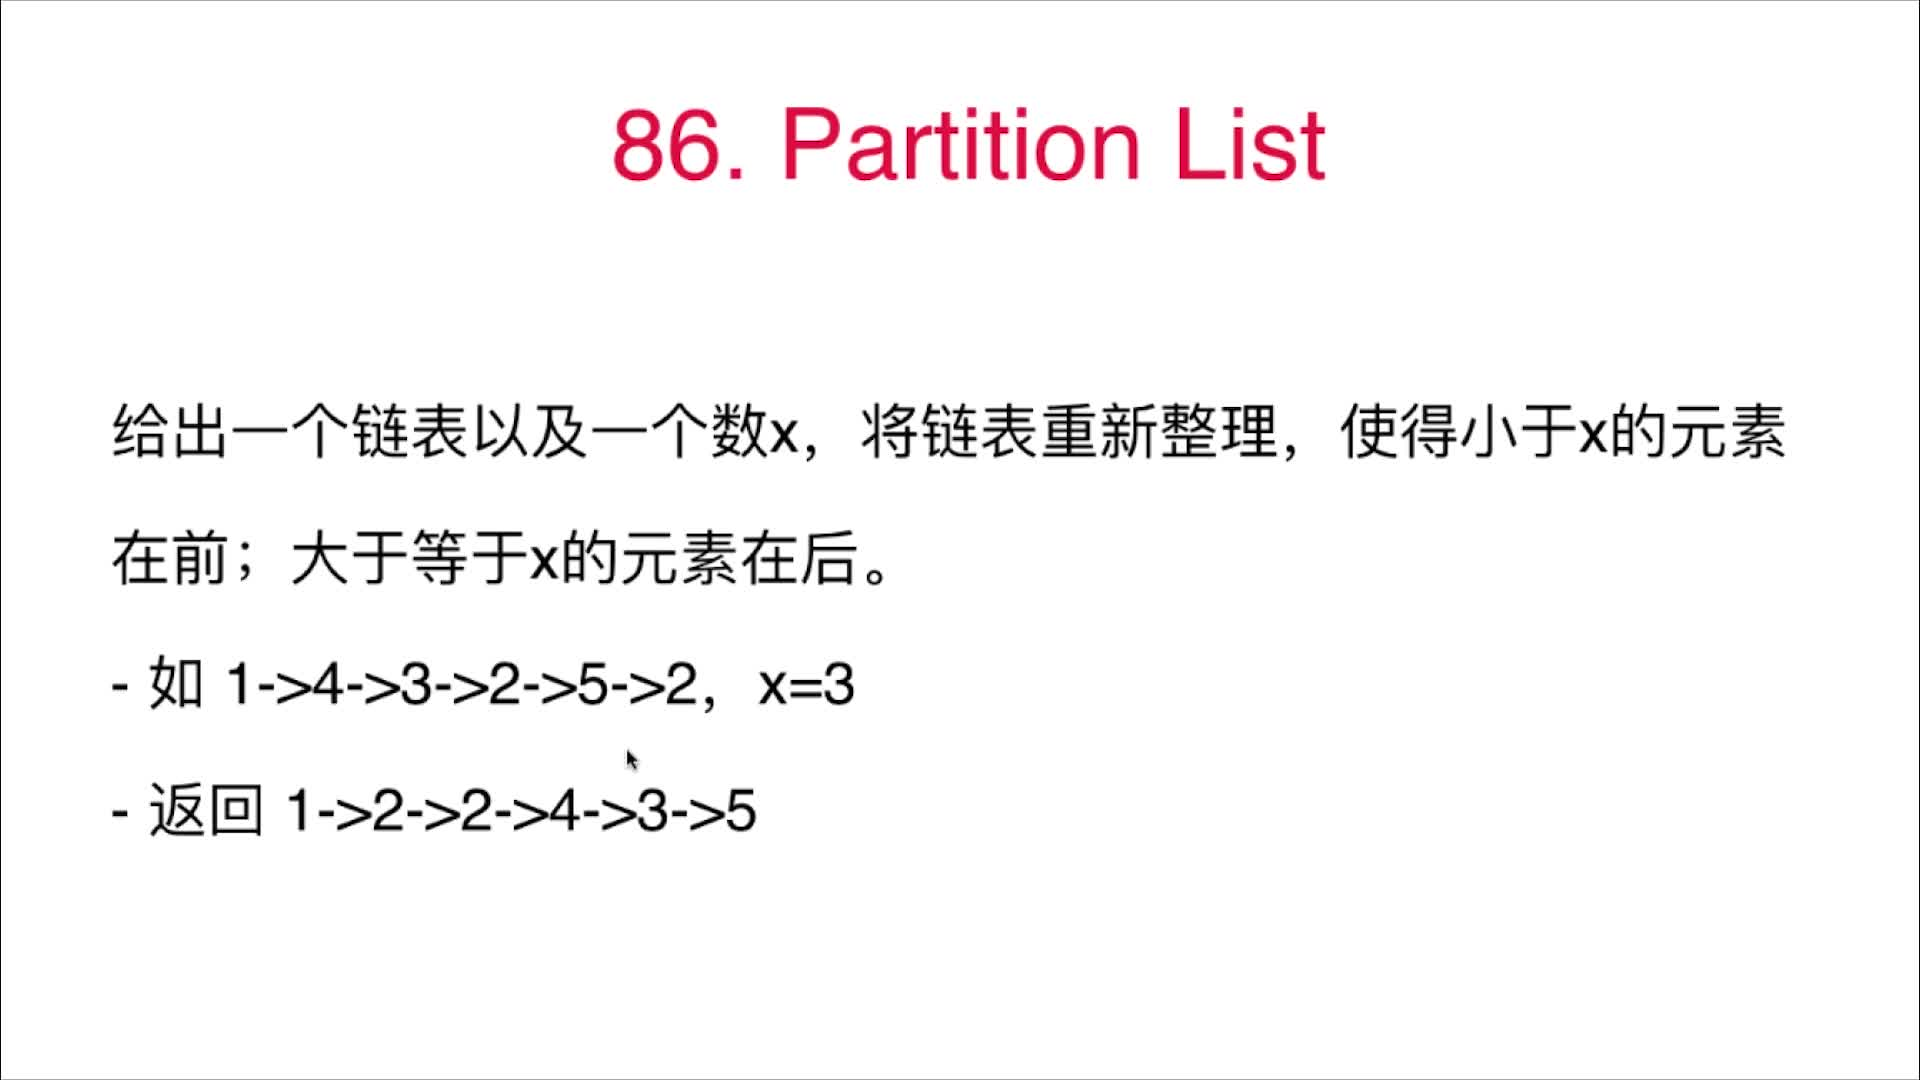 86. Partition List
给出一个链表以及一个数x，将链表重新整理，使得小于x的元素
在前；大于等于x的元素在后。
- 如 1->4->3->2->5->2，x=3
- 返回 1->2->2->4->3->5